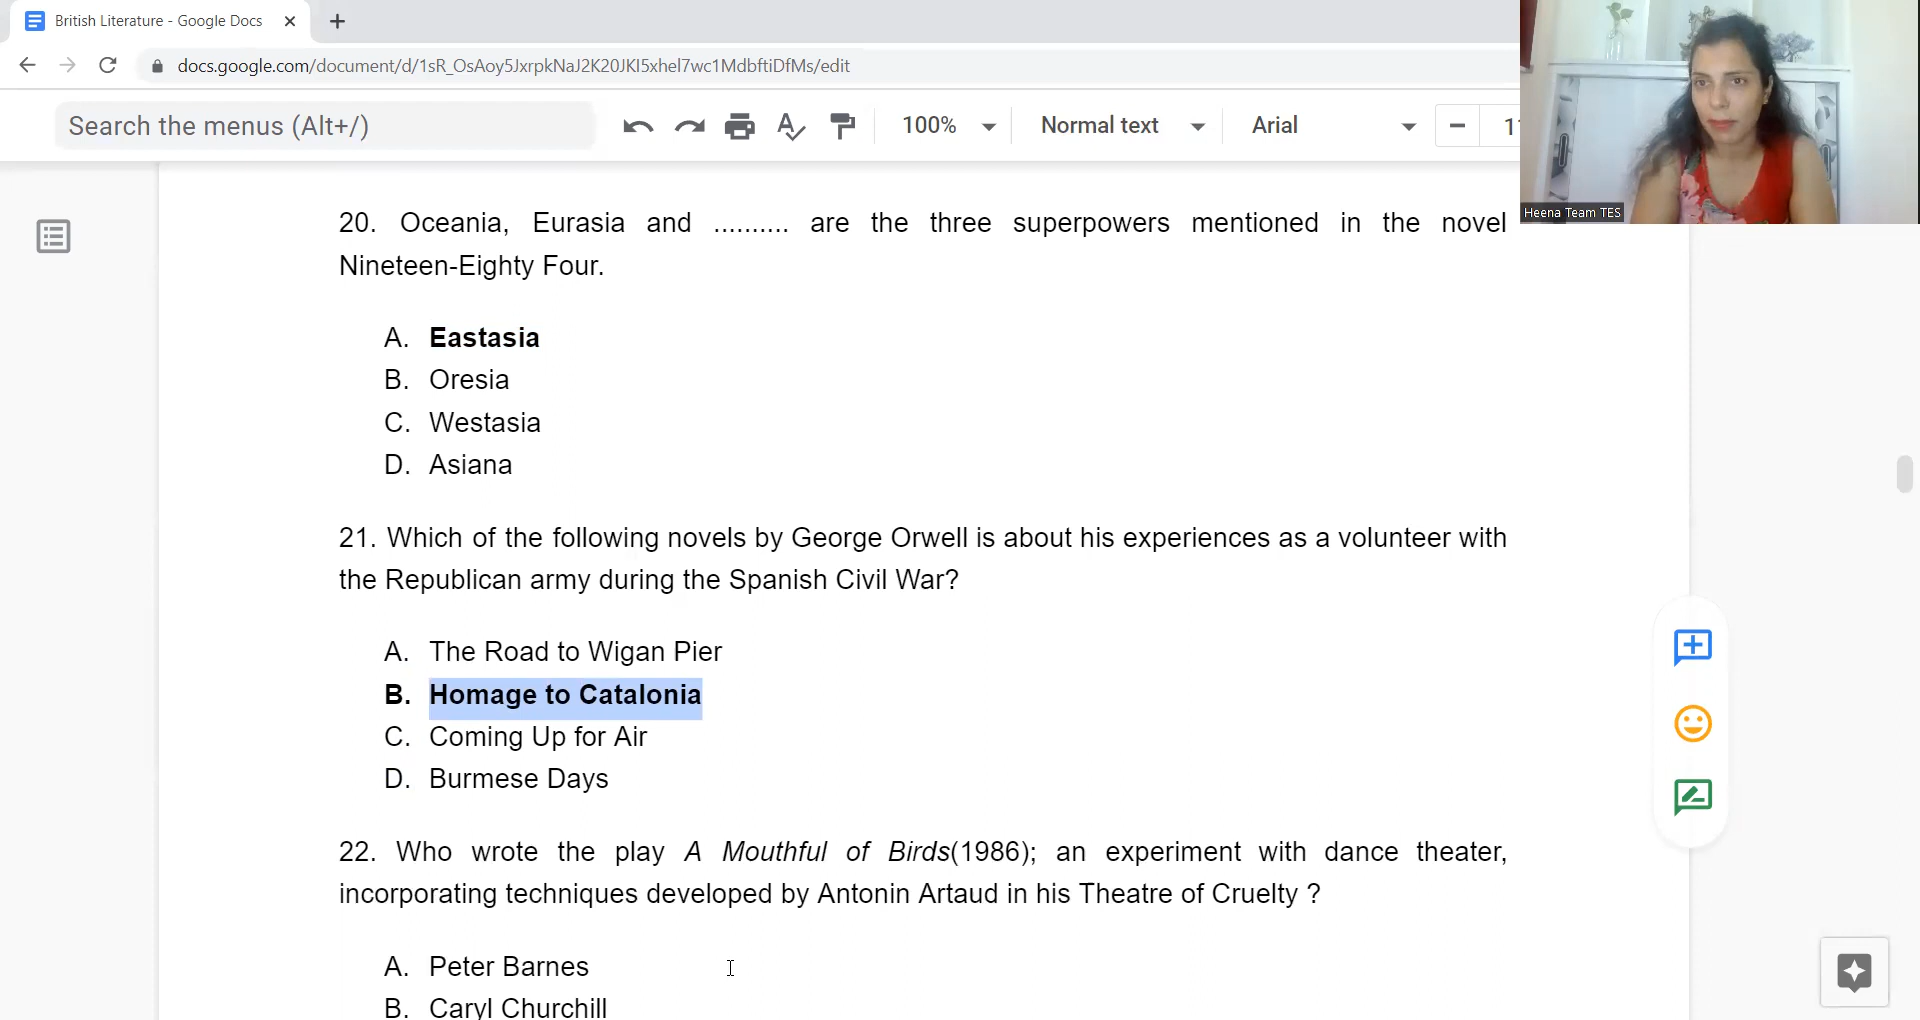 British Literature - Google Docs
docs.google.com/document/d/1sR_OsAoy5JxrpkNaJ2K20JKI5xhel7wc1MdbftiDfMs/edit
Search the menus (Alt+/)
100%
Normal text
Arial
Heena Team TES
20. Oceania, Eurasia and .......... are the three superpowers mentioned in the novel
Nineteen-Eighty Four.
A. Eastasia
B. Oresia
C. Westasia
D. Asiana
21. Which of the following novels by George Orwell is about his experiences as a volunteer with
the Republican army during the Spanish Civil War?
A. The Road to Wigan Pier
B. Homage to Catalonia
C. Coming Up for Air
D. Burmese Days
22. Who wrote the play A Mouthful of Birds(1986); an experiment with dance theater,
incorporating techniques developed by Antonin Artaud in his Theatre of Cruelty ?
A. Peter Barnes
B. Caryl Churchill